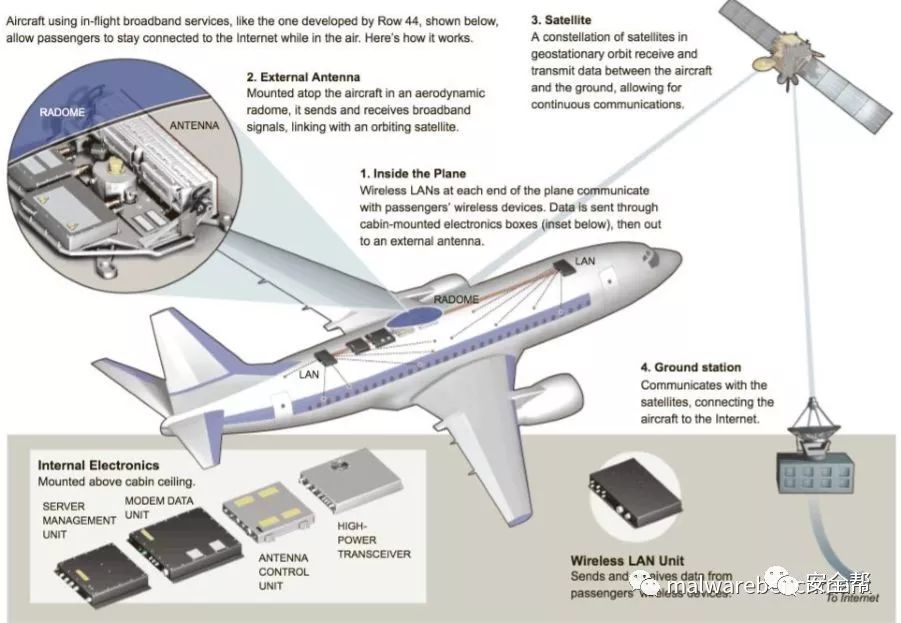 Aircraft using in-flight broadband services, like the one developed by Row 44, shown below,
allow passengers to stay connected to the Internet while in the air. Here's how it works.
2. External Antenna
Mounted atop the aircraft in an aerodynamic
radome, it sends and receives broadband
signals, linking with an orbiting satellite.
3. Satellite
A constellation of satellites in
geostationary orbit receive and
transmit data between the aircraft
and the ground, allowing for
continuous communications.
RADOME
ANTENNA
1. Inside the Plane
Wireless LANs at each end of the plane communicate
with passengers' wireless devices. Data is sent through
cabin-mounted electronics boxes (inset below), then out
to an external antenna.
LAN
RADOME
LAN
4. Ground station
Communicates with the
satellites, connecting the
aircraft to the Internet.
Internal Electronics
Mounted above cabin ceiling.
SERVER
MANAGEMENT
UNIT
MODEM DATA
UNIT
ANTENNA
CONTROL
UNIT
HIGH-
POWER
TRANSCEIVER
Wireless LAN Unit
Sends and receives data from
passengers' wireless devices.
安全帮
To Internet